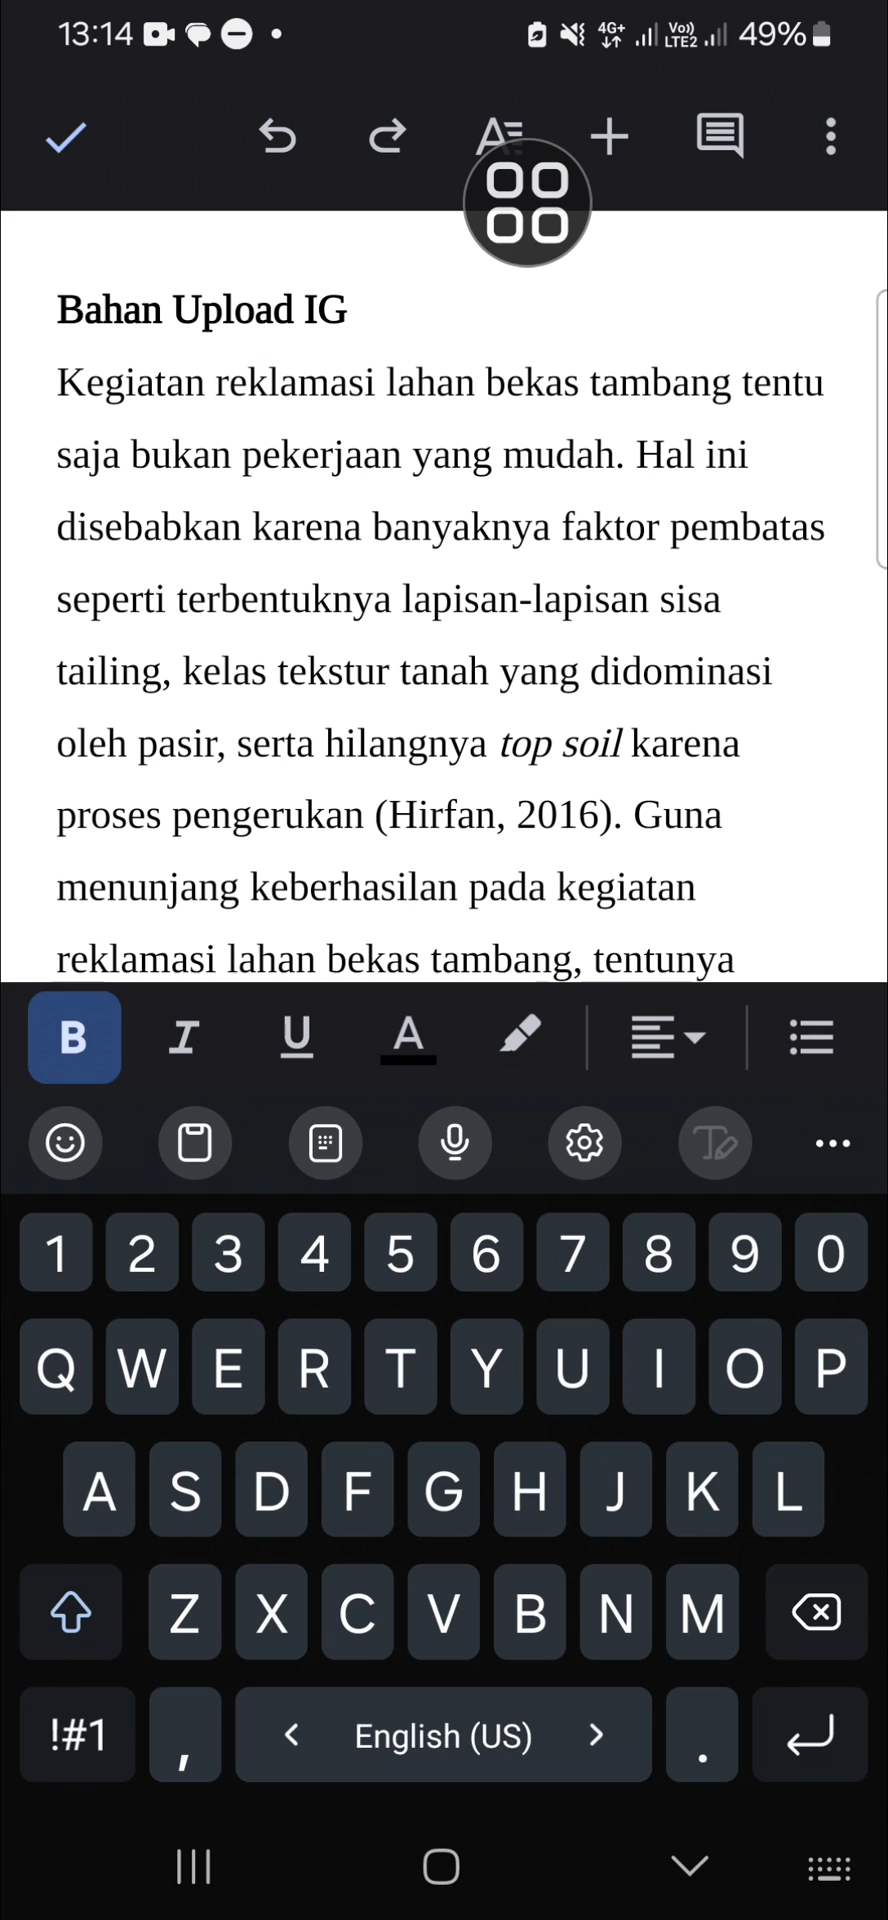 13:14
4G+
Vo))
LTE2
49%
Bahan Upload IG
Kegiatan reklamasi lahan bekas tambang tentu
saja bukan pekerjaan yang mudah. Hal ini
disebabkan karena banyaknya faktor pembatas
seperti terbentuknya lapisan-lapisan sisa
tailing, kelas tekstur tanah yang didominasi
oleh pasir, serta hilangnya top soil karena
proses pengerukan (Hirfan, 2016). Guna
menunjang keberhasilan pada kegiatan
reklamasi lahan bekas tambang, tentunya
B I U A
1 2 3 4 5 6 7 8 9 0
Q W E R T Y U I O P
A S D F G H J K L
Z X C V B N M
!#1 , < English (US) > .